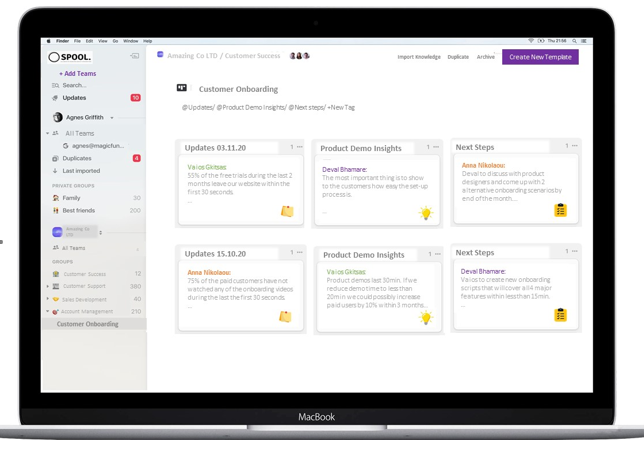 Finder File Edit View Go Window Help
Thu 21:56
SPOOL.
+ Add Teams
Search...
Updates 10
Agnes Griffith
All Teams
agnes@magicfun...
Duplicates 4
Last imported
PRIVATE GROUPS
Family 30
Best friends 200
Amazing Co LTD
All Teams
GROUPS
Customer Success 12
Customer Support 360
Sales Development 40
Account Management 210
Customer Onboarding
Amazing Co LTD / Customer Success
Import Knowledge Duplicate Archive Create New Template
Customer Onboarding
@Updates/ @Product Demo Insights/ @Next steps/ +New Tag
Updates 03.11.20 1 ...
Vaios Gkitsas:
55% of the free trials during the last 2
months leave our website within the
first 30 seconds.
...
Product Demo Insights 1 ...
Deval Bhamare:
The most important thing is to show
to the customers how easy the set-up
process is.
...
Next Steps 1 ...
Anna Nikolaou:
Deval to discuss with product
designers and come up with 2
alternative onboarding scenarios by
end of the month....
Updates 15.10.20 1 ...
Anna Nikolaou:
75% of the paid customers have not
watched any of the onboarding videos
during the last the first 30 seconds
...
Product Demo Insights 1 ...
Vaios Gkitsas
Product demos last 30min. If we
reduce demo time to less than
20min we could possibly increase
paid users by 10% within 3 months...
Next Steps 1 ...
Deval Bhamare:
Vaios to create new onboarding
scripts that will cover all 4 major
features within less than 15min.
...
MacBook